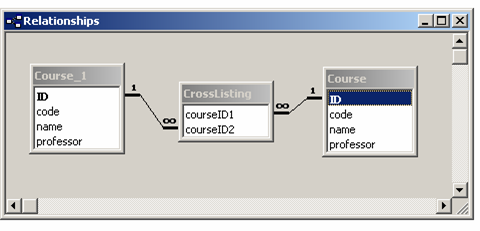 Relationships
Course_1
ID
code
name
professor
1
∞
CrossListing
courseID1
courseID2
∞
1
Course
ID
code
name
professor